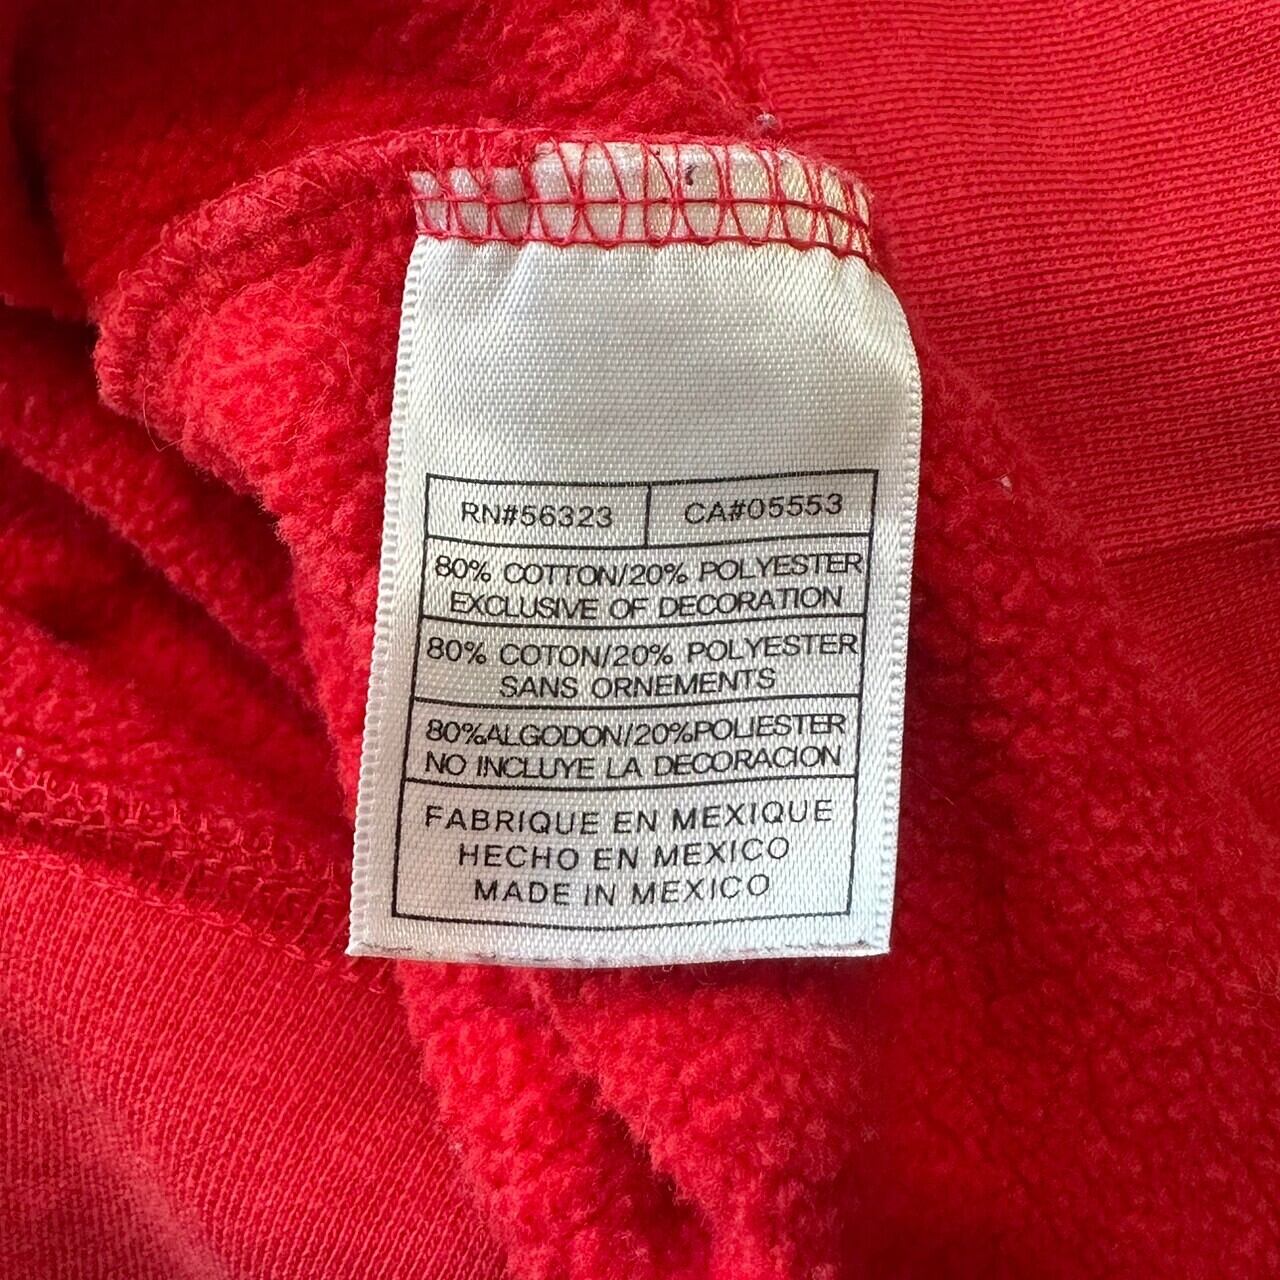 RN#56323 CA#05553
80% COTTON/20% POLYESTER
EXCLUSIVE OF DECORATION
80% COTON/20% POLYESTER
SANS ORNEMENTS
80%ALGODON/20%POLIESTER
NO INCLUYE LA DECORACION
FABRIQUE EN MEXIQUE
HECHO EN MEXICO
MADE IN MEXICO